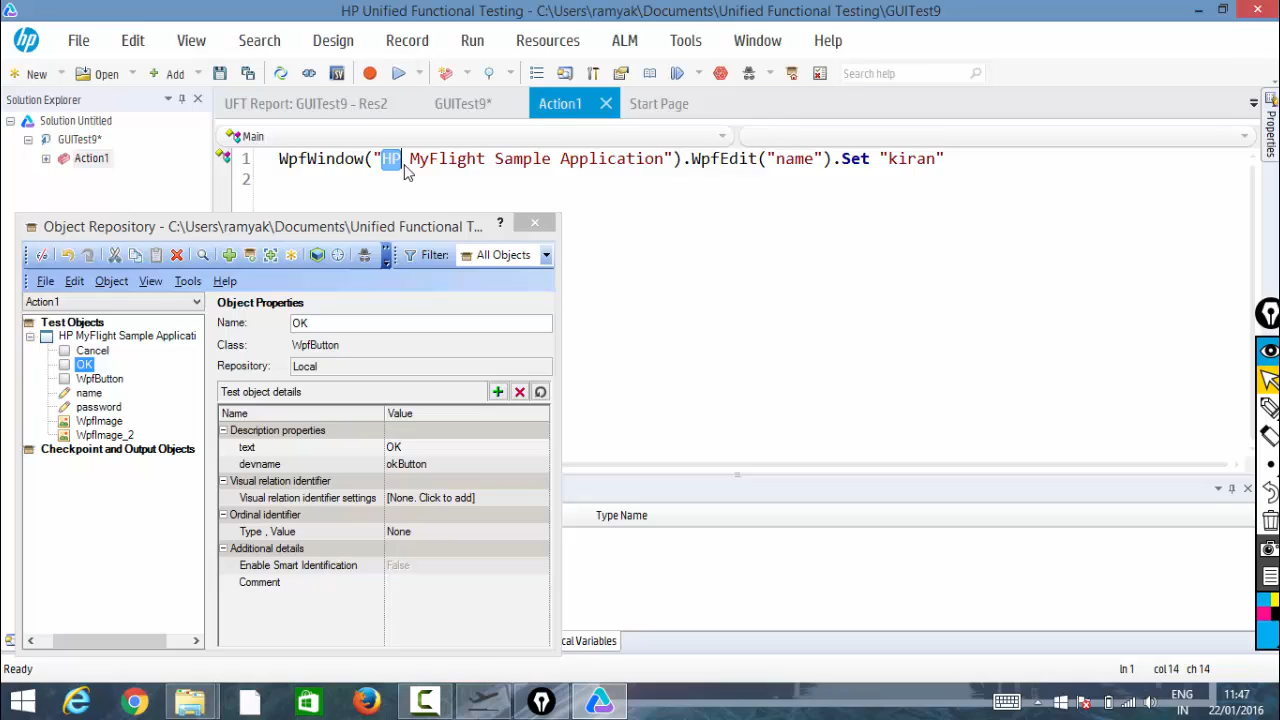 HP Unified Functional Testing - C:\Users\ramyak\Documents\Unified Functional Testing\GUITest9
hp File Edit View Search Design Record Run Resources ALM Tools Window Help
New Open Add Search help
Solution Explorer
UFT Report: GUITest9 - Res2 GUITest9* Action1 Start Page
Properties
Solution Untitled
GUITest9*
Action1
Main
1 WpfWindow("HP MyFlight Sample Application").WpfEdit("name").Set "kiran"
2
Object Repository - C:\Users\ramyak\Documents\Unified Functional T...
Filter: All Objects
File Edit Object View Tools Help
Action1
Test Objects
HP MyFlight Sample Applicati
Cancel
OK
WpfButton
name
password
WpfImage
WpfImage_2
Checkpoint and Output Objects
Object Properties
Name: OK
Class: WpfButton
Repository: Local
Test object details
Name Value
Description properties
text OK
devname okButton
Visual relation identifier
Visual relation identifier settings [None. Click to add]
Ordinal identifier
Type , Value None
Additional details
Enable Smart Identification False
Comment
Type Name
cal Variables
Ready Ln 1 col 14 ch 14
ENG 11:47
IN 22/01/2016